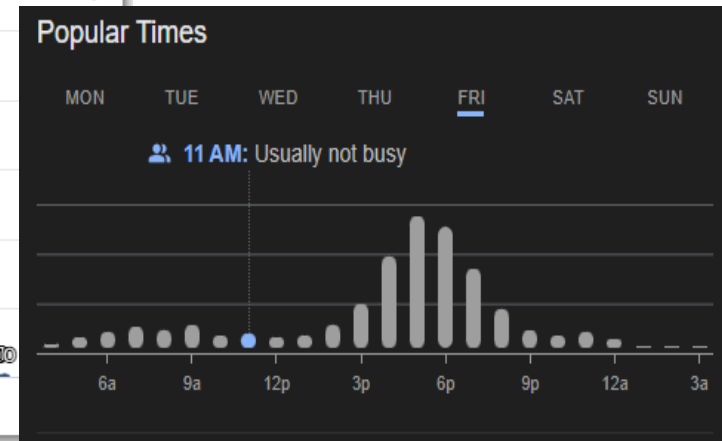 Popular Times
MON TUE WED THU FRI SAT SUN
11 AM: Usually not busy
6a 9a 12p 3p 6p 9p 12a 3a